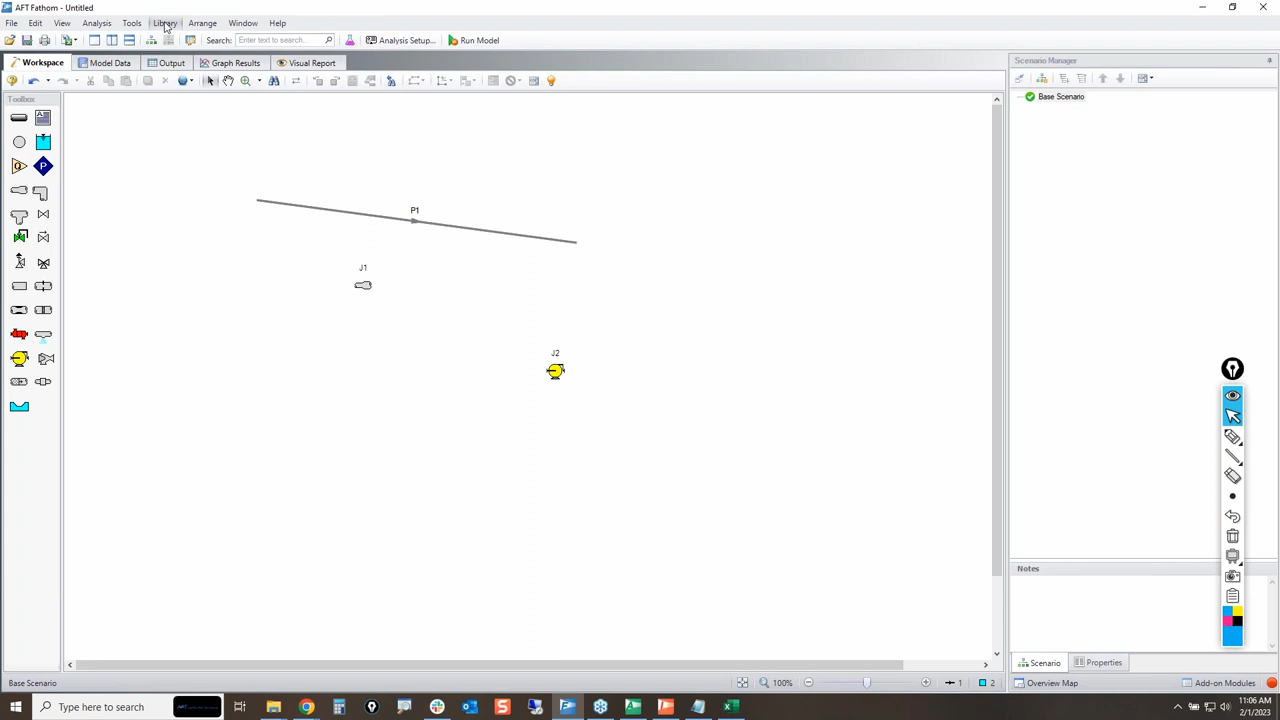 AFT Fathom - Untitled
File Edit View Analysis Tools Library Arrange Window Help
Search: Enter text to search... Analysis Setup... Run Model
Workspace Model Data Output Graph Results Visual Report
Scenario Manager
Toolbox
Base Scenario
P1
J1
J2
Notes
Scenario Properties
Base Scenario 100% 1 2 Overview Map Add-on Modules
Type here to search
11:06 AM
2/1/2023